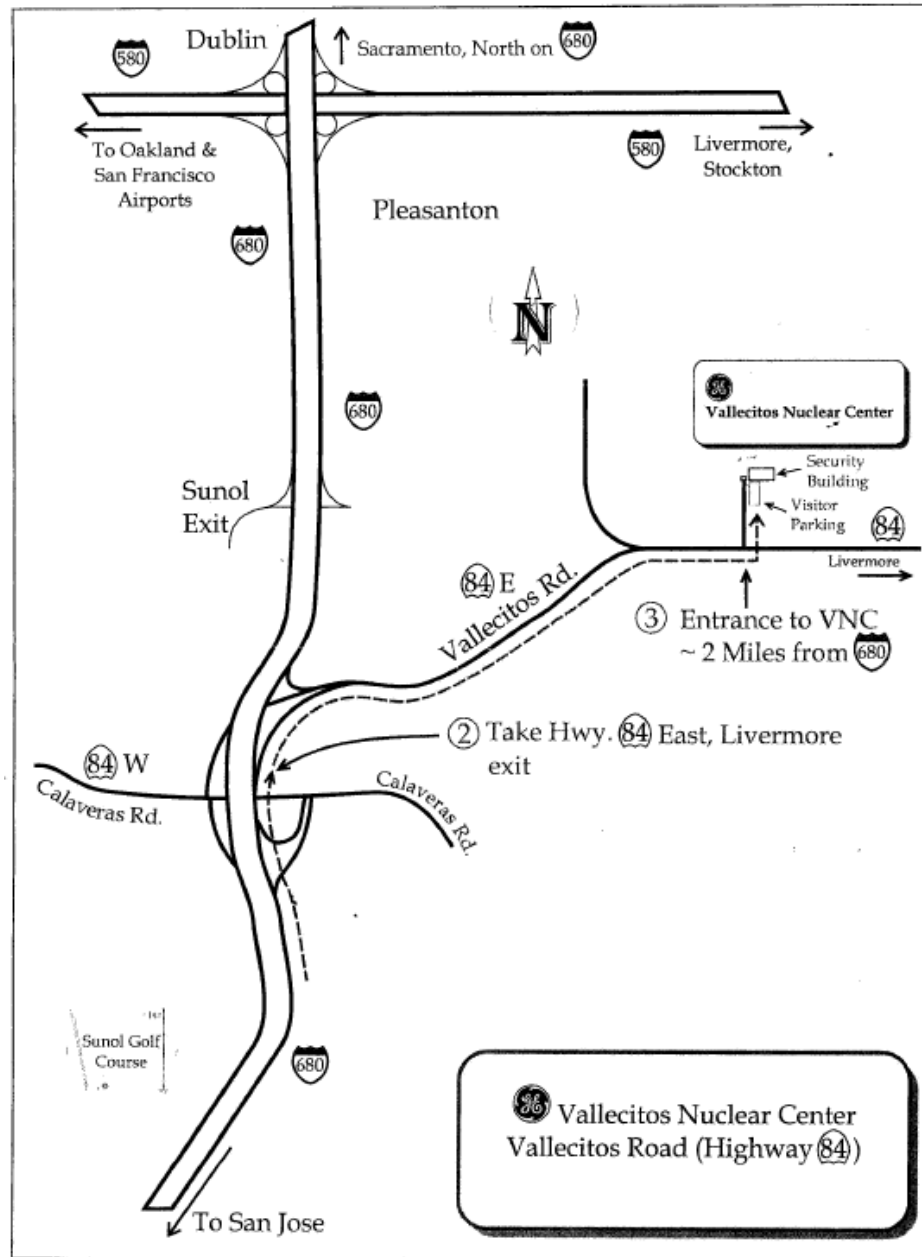 Dublin
580
Sacramento, North on 680
To Oakland &
San Francisco
Airports
580
Livermore,
Stockton
680
Pleasanton
N
680
GE
Vallecitos Nuclear Center
Security
Building
Visitor
Parking
Sunol
Exit
84
Livermore
84 E
Vallecitos Rd.
3 Entrance to VNC
~ 2 Miles from 680
2 Take Hwy. 84 East, Livermore
exit
84 W
Calaveras Rd.
Calaveras Rd.
Sunol Golf
Course
680
GE Vallecitos Nuclear Center
Vallecitos Road (Highway 84)
To San Jose